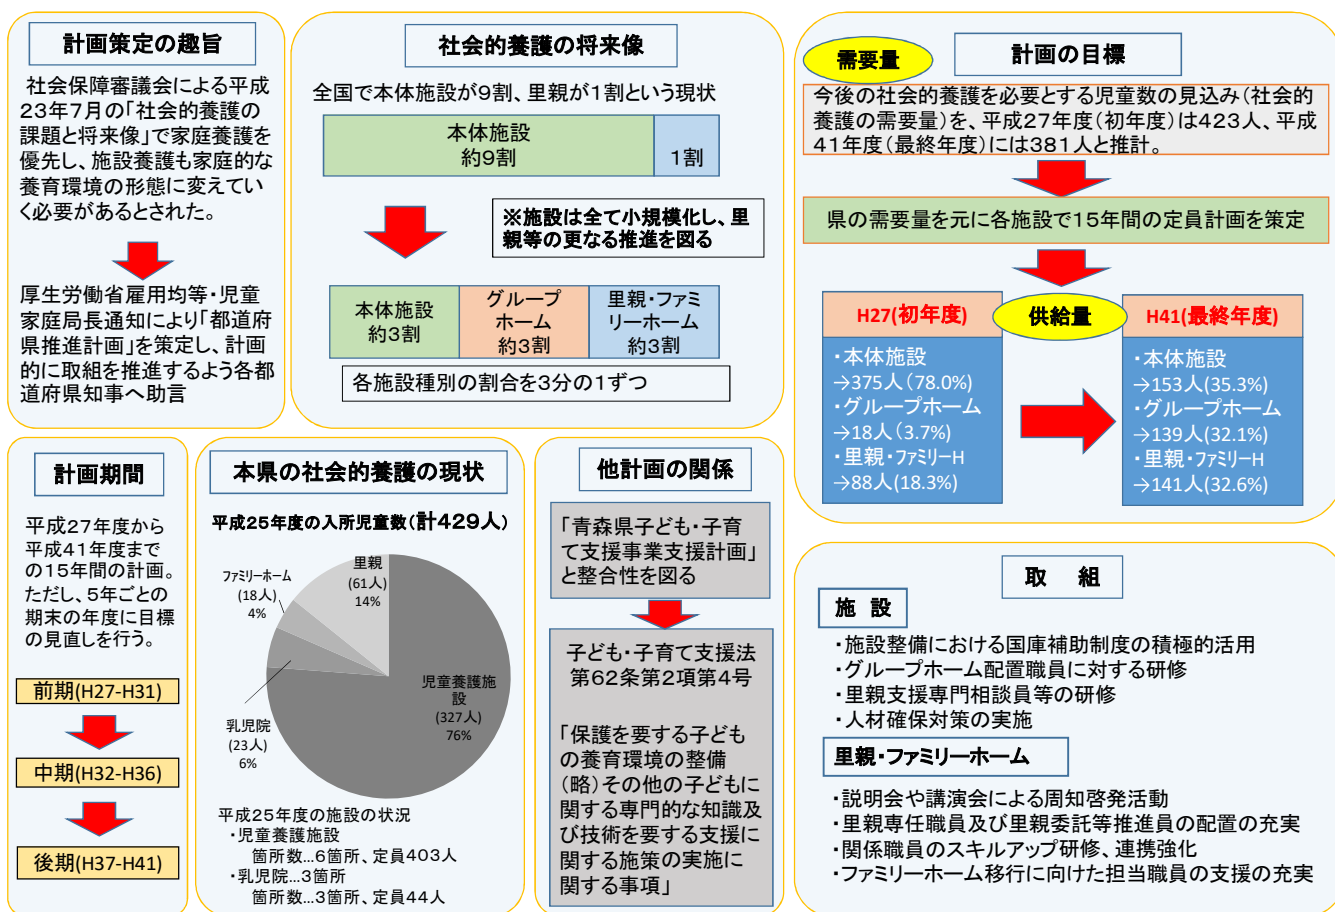 計画策定の趣旨
社会保障審議会による平成
23年7月の「社会的養護の
課題と将来像」で家庭養護を
優先し、施設養護も家庭的な
養育環境の形態に変えてい
く必要があるとされた。
厚生労働省雇用均等・児童
家庭局長通知により「都道府
県推進計画」を策定し、計画
的に取組を推進するよう各都
道府県知事へ助言
社会的養護の将来像
全国で本体施設が9割、里親が1割という現状
本体施設
約9割
1割
※施設は全て小規模化し、里
親等の更なる推進を図る
本体施設
約3割
グループ
ホーム
約3割
里親・ファミ
リーホーム
約3割
各施設種別の割合を3分の1ずつ
需要量
計画の目標
今後の社会的養護を必要とする児童数の見込み(社会的
養護の需要量)を、平成27年度(初年度)は423人、平成
41年度(最終年度)には381人と推計。
県の需要量を元に各施設で15年間の定員計画を策定
H27(初年度)
供給量
H41(最終年度)
・本体施設
→375人(78.0%)
・グループホーム
→18人(3.7%)
・里親・ファミリーH
→88人(18.3%)
・本体施設
→153人(35.3%)
・グループホーム
→139人(32.1%)
・里親・ファミリーH
→141人(32.6%)
計画期間
平成27年度から
平成41年度まで
の15年間の計画。
ただし、5年ごとの
期末の年度に目標
の見直しを行う。
前期(H27-H31)
中期(H32-H36)
後期(H37-H41)
本県の社会的養護の現状
平成25年度の入所児童数(計429人)
里親
(61人)
14%
ファミリーホーム
(18人)
4%
乳児院
(23人)
6%
児童養護施
設
(327人)
76%
平成25年度の施設の状況
・児童養護施設
箇所数…6箇所、定員403人
・乳児院…3箇所
箇所数…3箇所、定員44人
他計画の関係
「青森県子ども・子育
て支援事業支援計画」
と整合性を図る
子ども・子育て支援法
第62条第2項第4号
「保護を要する子ども
の養育環境の整備
(略)その他の子どもに
関する専門的な知識及
び技術を要する支援に
関する施策の実施に
関する事項」
取 組
施 設
・施設整備における国庫補助制度の積極的活用
・グループホーム配置職員に対する研修
・里親支援専門相談員等の研修
・人材確保対策の実施
里親・ファミリーホーム
・説明会や講演会による周知啓発活動
・里親専任職員及び里親委託等推進員の配置の充実
・関係職員のスキルアップ研修、連携強化
・ファミリーホーム移行に向けた担当職員の支援の充実